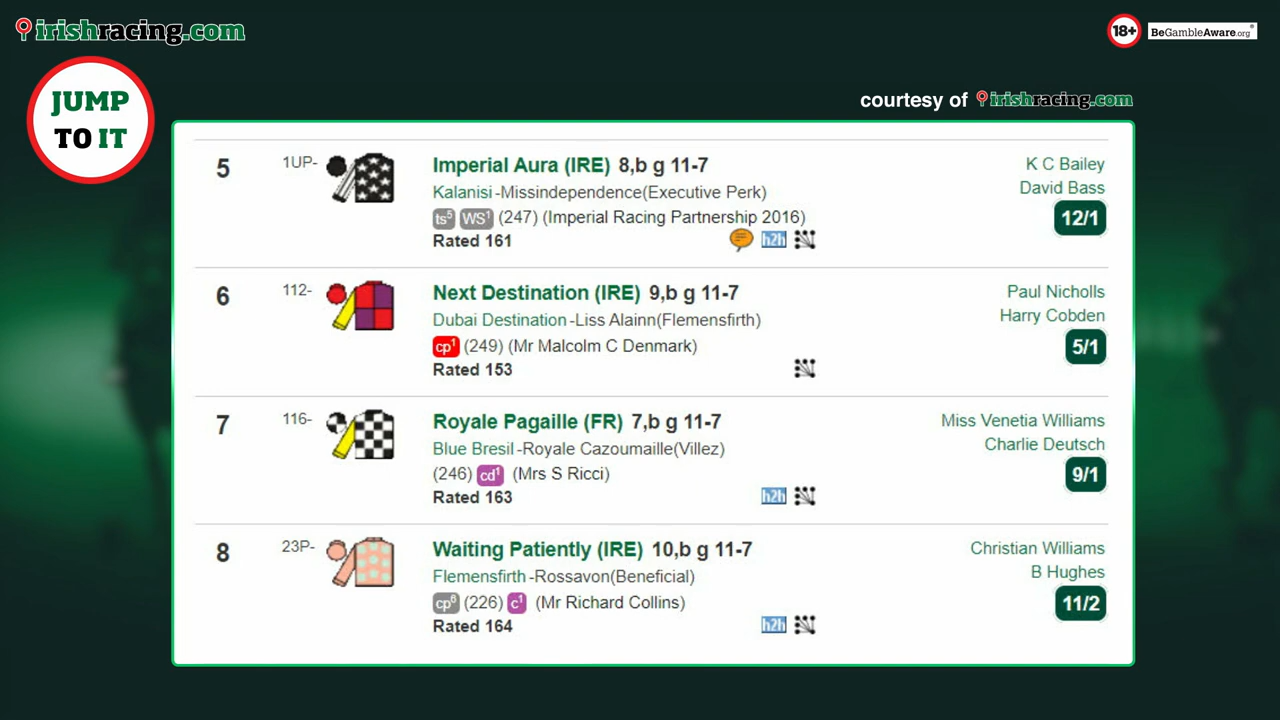 irishracing.com
18+
BeGambleAware.org®
JUMP
TO IT
courtesy of irishracing.com
5 1UP- Imperial Aura (IRE) 8,b g 11-7 K C Bailey
Kalanisi -Missindependence(Executive Perk) David Bass
ts5 WS1 (247) (Imperial Racing Partnership 2016) 12/1
Rated 161 h2h
6 112- Next Destination (IRE) 9,b g 11-7 Paul Nicholls
Dubai Destination -Liss Alainn(Flemensfirth) Harry Cobden
cp1 (249) (Mr Malcolm C Denmark) 5/1
Rated 153
7 116- Royale Pagaille (FR) 7,b g 11-7 Miss Venetia Williams
Blue Bresil -Royale Cazoumaille(Villez) Charlie Deutsch
(246) cd1 (Mrs S Ricci) 9/1
Rated 163 h2h
8 23P- Waiting Patiently (IRE) 10,b g 11-7 Christian Williams
Flemensfirth -Rossavon(Beneficial) B Hughes
cp6 (226) c1 (Mr Richard Collins) 11/2
Rated 164 h2h